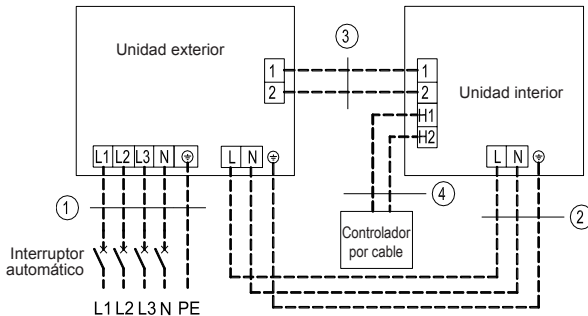 Unidad exterior
3
1
2
1
2
H1
H2
Unidad interior
L1 L2 L3 N
L N
L N
1
4
2
Controlador
por cable
Interruptor
automático
L1 L2 L3 N PE